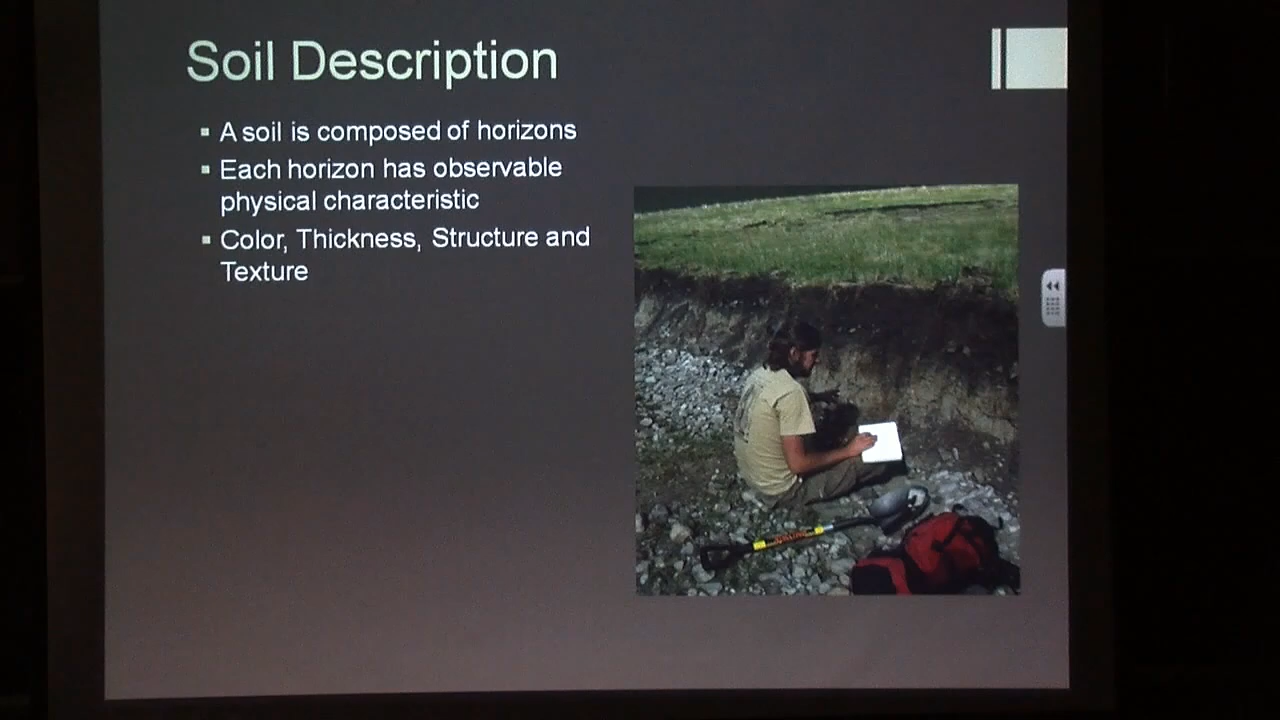 Soil Description
▪ A soil is composed of horizons
▪ Each horizon has observable
physical characteristic
▪ Color, Thickness, Structure and
Texture